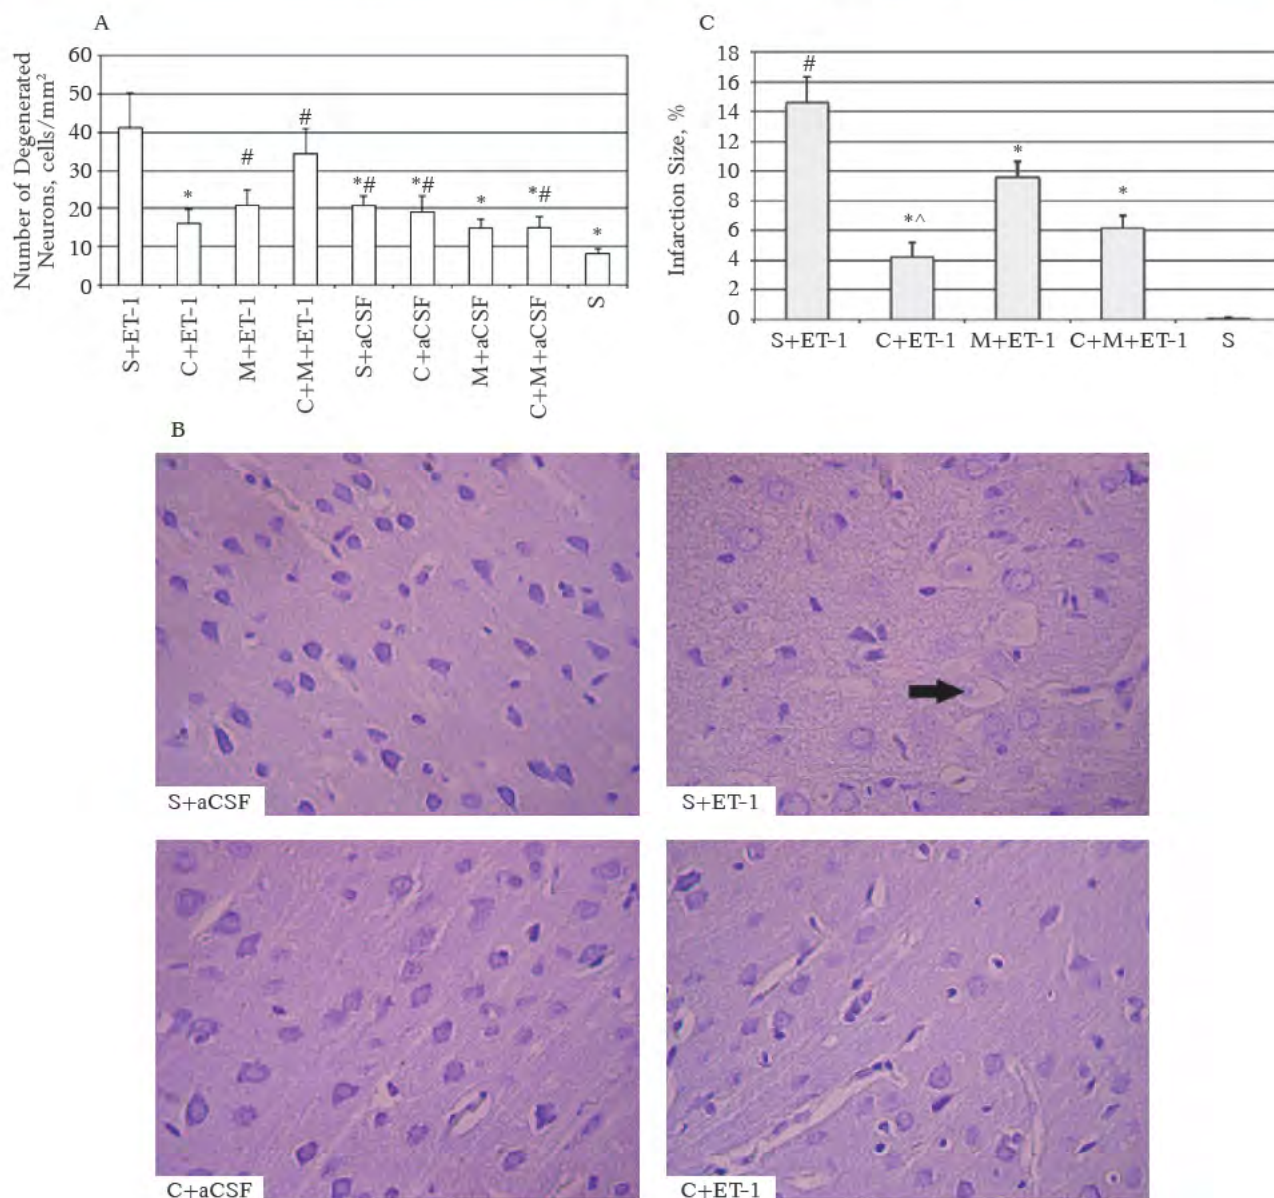 A
Number of Degenerated
Neurons, cells/mm²
60
50
40
30
20
10
0
#
#
*
*#
*#
*
*#
*
S+ET-1
C+ET-1
M+ET-1
C+M+ET-1
S+aCSF
C+aCSF
M+aCSF
C+M+aCSF
S
C
Infarction Size, %
18
16
14
12
10
8
6
4
2
0
#
*^
*
*
S+ET-1
C+ET-1
M+ET-1
C+M+ET-1
S
B
S+aCSF
S+ET-1
C+aCSF
C+ET-1